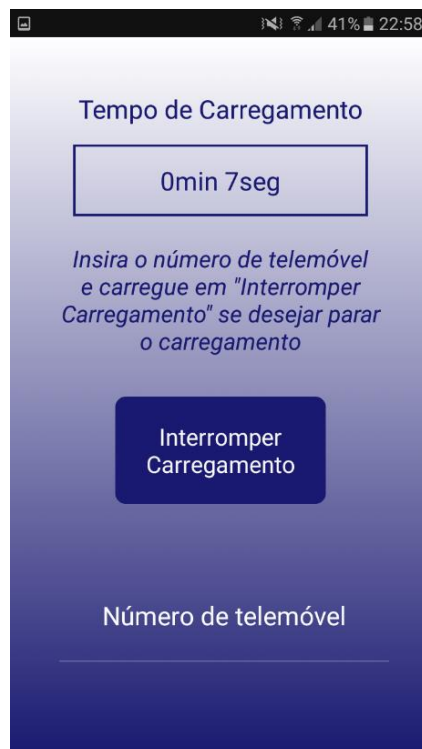 41% 22:58
Tempo de Carregamento
0min 7seg
Insira o número de telemóvel
e carregue em "Interromper
Carregamento" se desejar parar
o carregamento
Interromper
Carregamento
Número de telemóvel